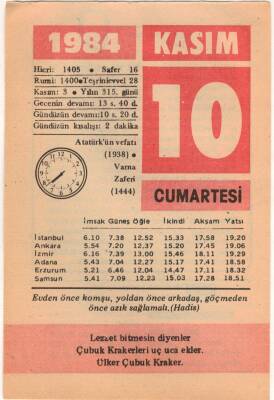 1984 KASIM
Hicrî: 1405 • Safer 16
Rumî: 1400•Teşrinievvel 28
Kasım: 3 • Yılın 315. günü
Gecenin devamı: 13 s. 40 d.
Gündüzün devamı:10 s. 20 d.
Gündüzün kısalışı: 2 dakika
Atatürk'ün vefatı
(1938) •
Varna
Zaferi
(1444)
10
CUMARTESİ
İmsak Güneş Öğle İkindi Akşam Yatsı
İstanbul 6.10 7.38 12.52 15.33 17.58 19.20
Ankara 5.54 7.20 12.37 15.20 17.45 19.06
İzmir 6.16 7.39 13.00 15.46 18.11 19.29
Adana 5.43 7.04 12.27 15.17 17.41 18.58
Erzurum 5.21 6.46 12.04 14.47 17.11 18.32
Samsun 5.41 7.09 12.23 15.03 17.28 18.51
Evden önce komşu, yoldan önce arkadaş, göçmeden
önce azık sağlamalı.(Hadis)
Lezzet bitmesin diyenler
Çubuk Krakerleri uç uca ekler.
Ülker Çubuk Kraker.